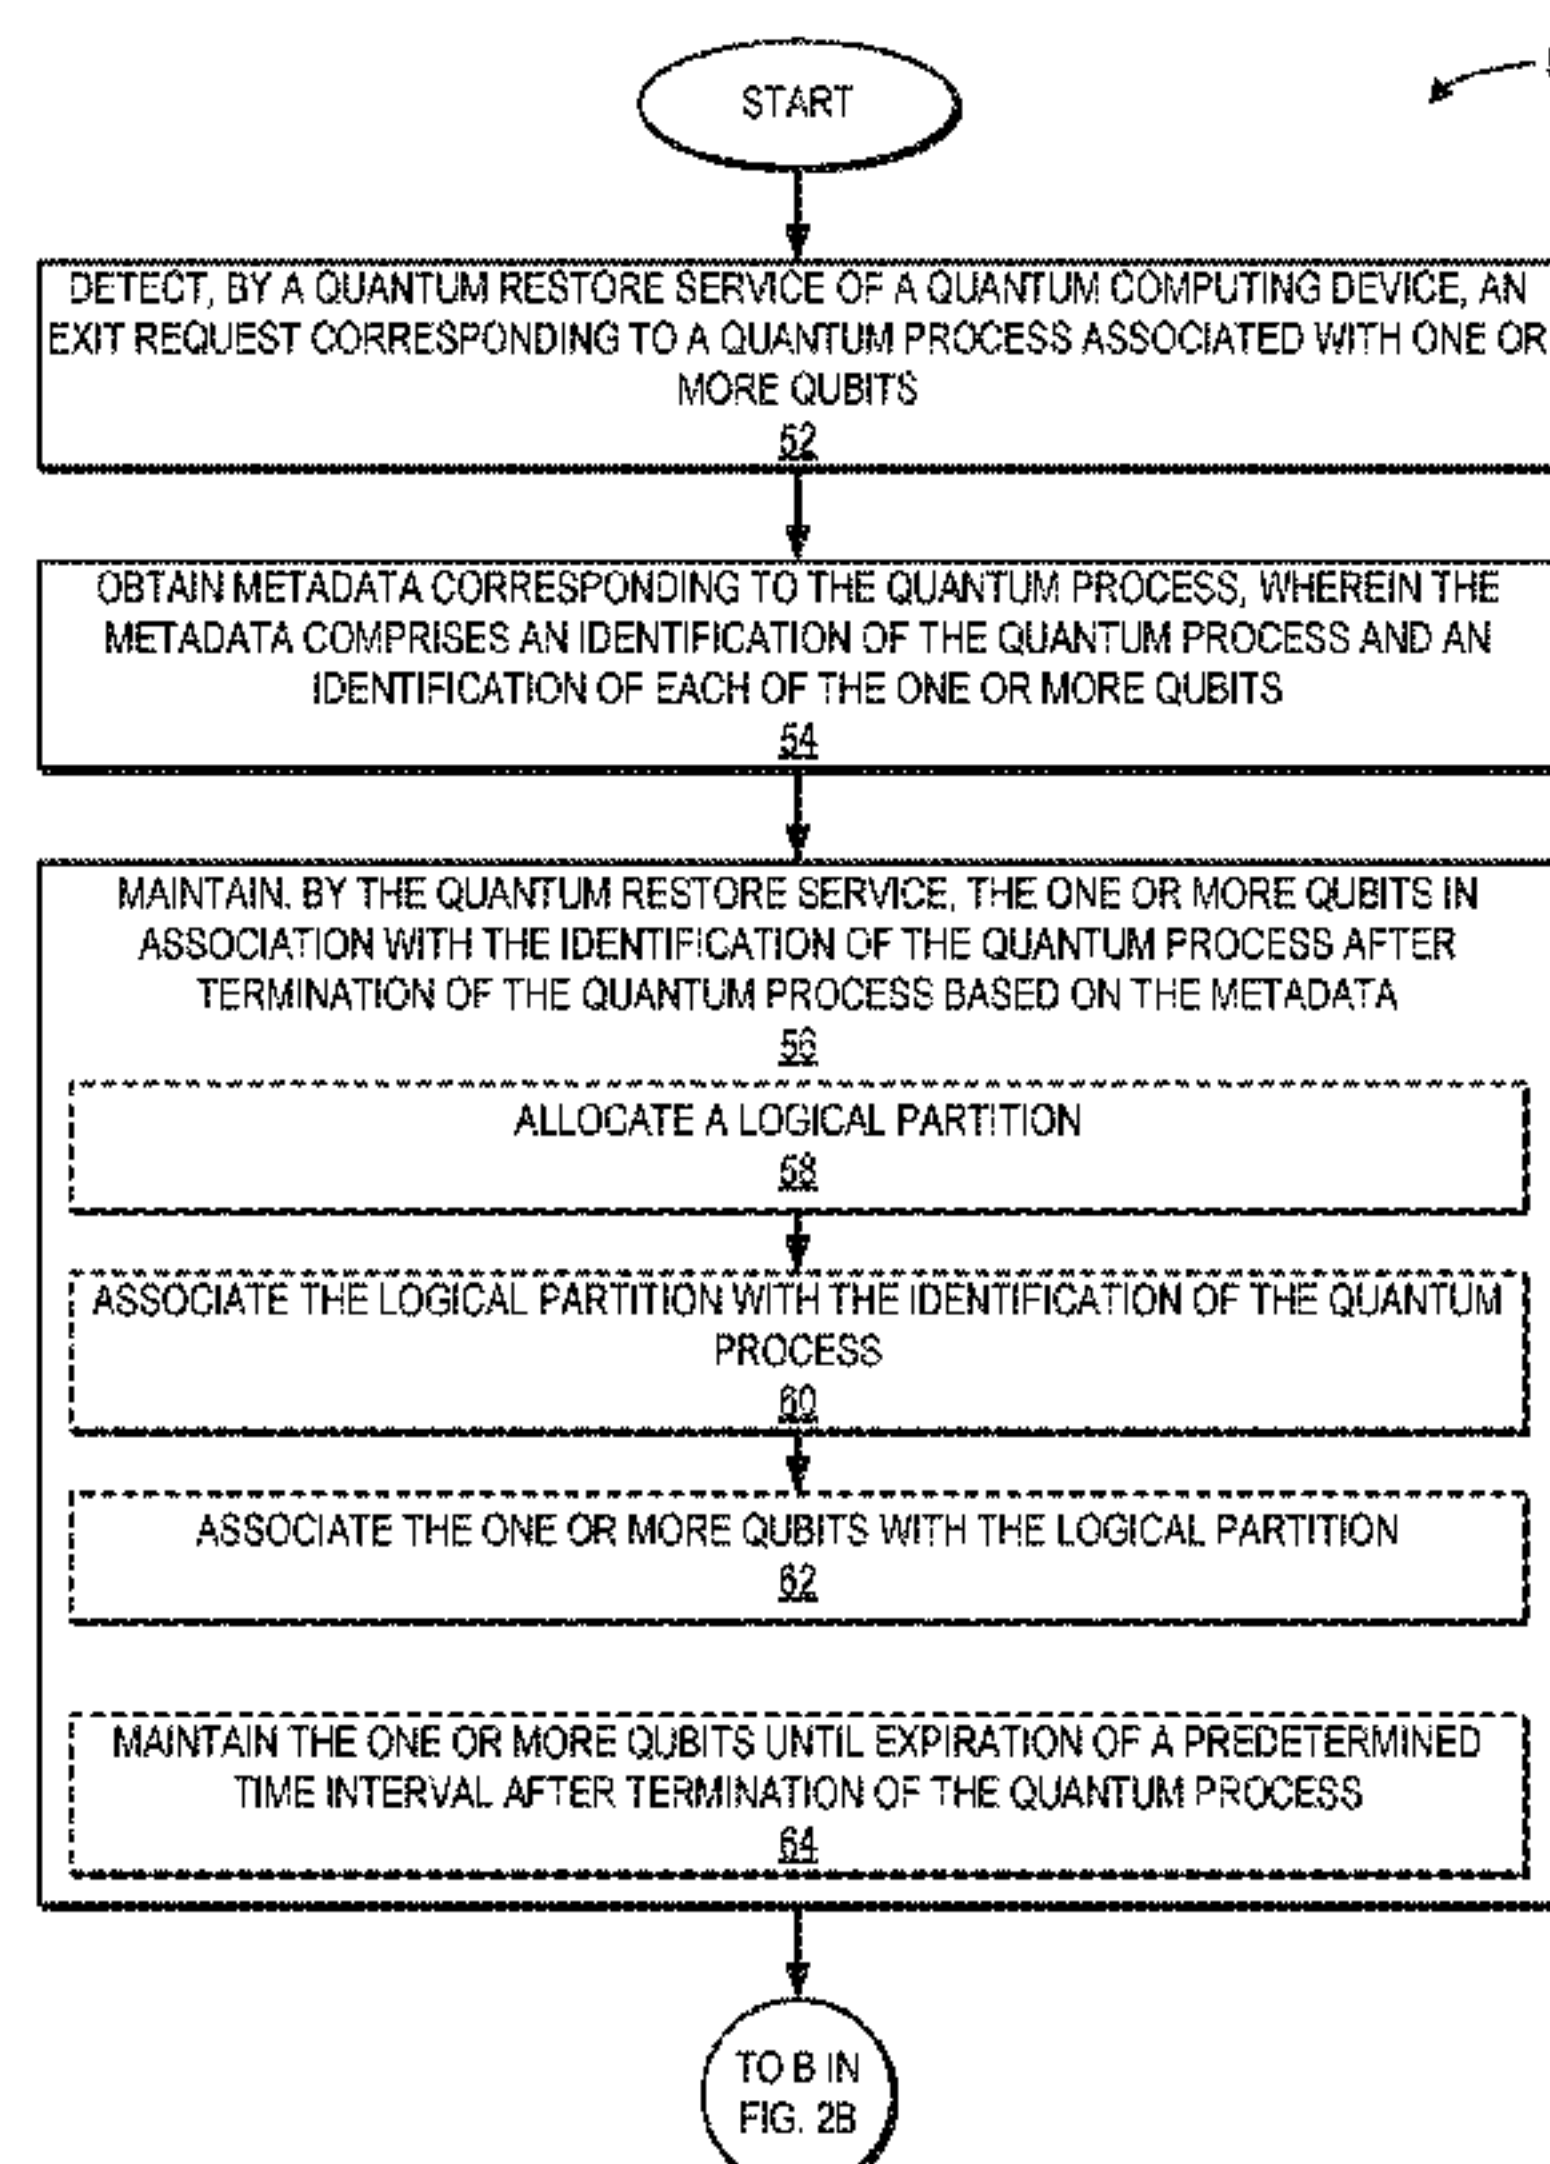 START
DETECT, BY A QUANTUM RESTORE SERVICE OF A QUANTUM COMPUTING DEVICE, AN
EXIT REQUEST CORRESPONDING TO A QUANTUM PROCESS ASSOCIATED WITH ONE OR
MORE QUBITS
52
OBTAIN METADATA CORRESPONDING TO THE QUANTUM PROCESS, WHEREIN THE
METADATA COMPRISES AN IDENTIFICATION OF THE QUANTUM PROCESS AND AN
IDENTIFICATION OF EACH OF THE ONE OR MORE QUBITS
54
MAINTAIN, BY THE QUANTUM RESTORE SERVICE, THE ONE OR MORE QUBITS IN
ASSOCIATION WITH THE IDENTIFICATION OF THE QUANTUM PROCESS AFTER
TERMINATION OF THE QUANTUM PROCESS BASED ON THE METADATA
56
ALLOCATE A LOGICAL PARTITION
58
ASSOCIATE THE LOGICAL PARTITION WITH THE IDENTIFICATION OF THE QUANTUM
PROCESS
60
ASSOCIATE THE ONE OR MORE QUBITS WITH THE LOGICAL PARTITION
62
MAINTAIN THE ONE OR MORE QUBITS UNTIL EXPIRATION OF A PREDETERMINED
TIME INTERVAL AFTER TERMINATION OF THE QUANTUM PROCESS
64
TO B IN
FIG. 2B